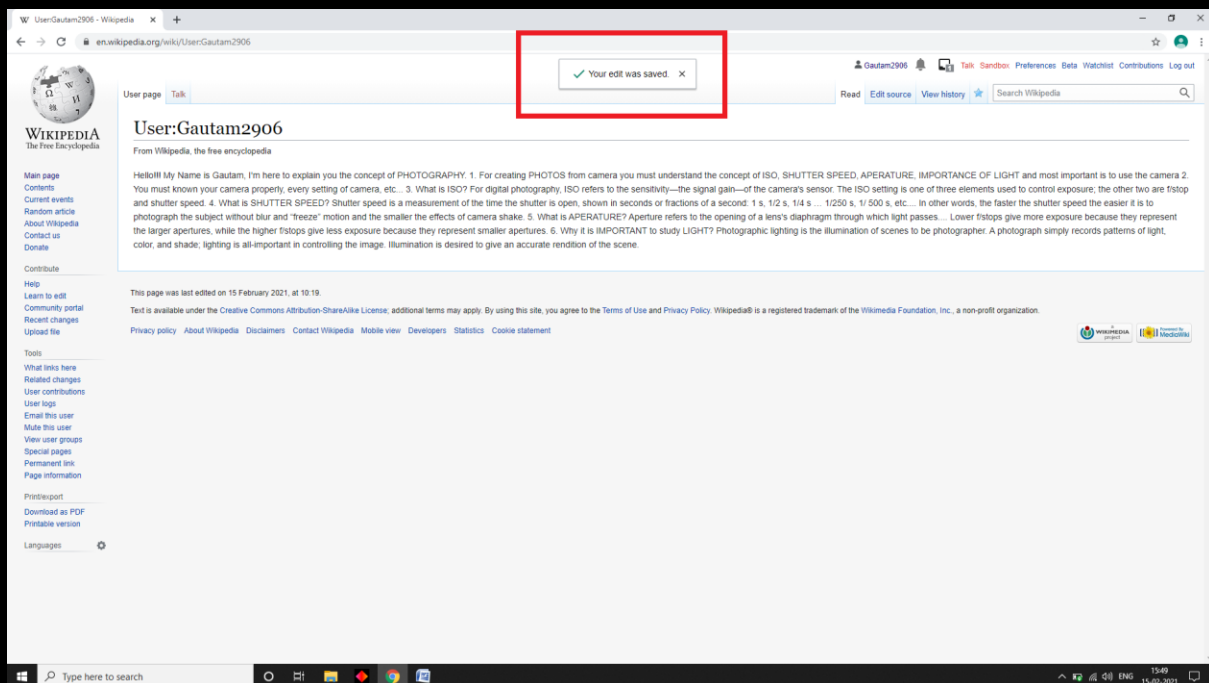 User:Gautam2906 - Wikipedia
en.wikipedia.org/wiki/User:Gautam2906
Your edit was saved.
Gautam2906 Talk Sandbox Preferences Beta Watchlist Contributions Log out
User page Talk
Read Edit source View history Search Wikipedia
WIKIPEDIA
The Free Encyclopedia
User:Gautam2906
From Wikipedia, the free encyclopedia
Hello!!! My Name is Gautam, I'm here to explain you the concept of PHOTOGRAPHY. 1. For creating PHOTOS from camera you must understand the concept of ISO, SHUTTER SPEED, APERATURE, IMPORTANCE OF LIGHT and most important is to use the camera 2.
You must known your camera properly, every setting of camera, etc... 3. What is ISO? For digital photography, ISO refers to the sensitivity—the signal gain—of the camera's sensor. The ISO setting is one of three elements used to control exposure; the other two are f/stop
and shutter speed. 4. What is SHUTTER SPEED? Shutter speed is a measurement of the time the shutter is open, shown in seconds or fractions of a second: 1 s, 1/2 s, 1/4 s … 1/250 s, 1/ 500 s, etc.... In other words, the faster the shutter speed the easier it is to
photograph the subject without blur and “freeze” motion and the smaller the effects of camera shake. 5. What is APERATURE? Aperture refers to the opening of a lens's diaphragm through which light passes.... Lower f/stops give more exposure because they represent
the larger apertures, while the higher f/stops give less exposure because they represent smaller apertures. 6. Why it is IMPORTANT to study LIGHT? Photographic lighting is the illumination of scenes to be photographer. A photograph simply records patterns of light,
color, and shade; lighting is all-important in controlling the image. Illumination is desired to give an accurate rendition of the scene.
Main page
Contents
Current events
Random article
About Wikipedia
Contact us
Donate
Contribute
Help
Learn to edit
Community portal
Recent changes
Upload file
Tools
What links here
Related changes
User contributions
User logs
Email this user
Mute this user
View user groups
Special pages
Permanent link
Page information
Print/export
Download as PDF
Printable version
Languages
This page was last edited on 15 February 2021, at 10:19.
Text is available under the Creative Commons Attribution-ShareAlike License; additional terms may apply. By using this site, you agree to the Terms of Use and Privacy Policy. Wikipedia® is a registered trademark of the Wikimedia Foundation, Inc., a non-profit organization.
Privacy policy About Wikipedia Disclaimers Contact Wikipedia Mobile view Developers Statistics Cookie statement
A WIKIMEDIA project
Powered By MediaWiki
Type here to search
ENG
15:49
15-02-2021